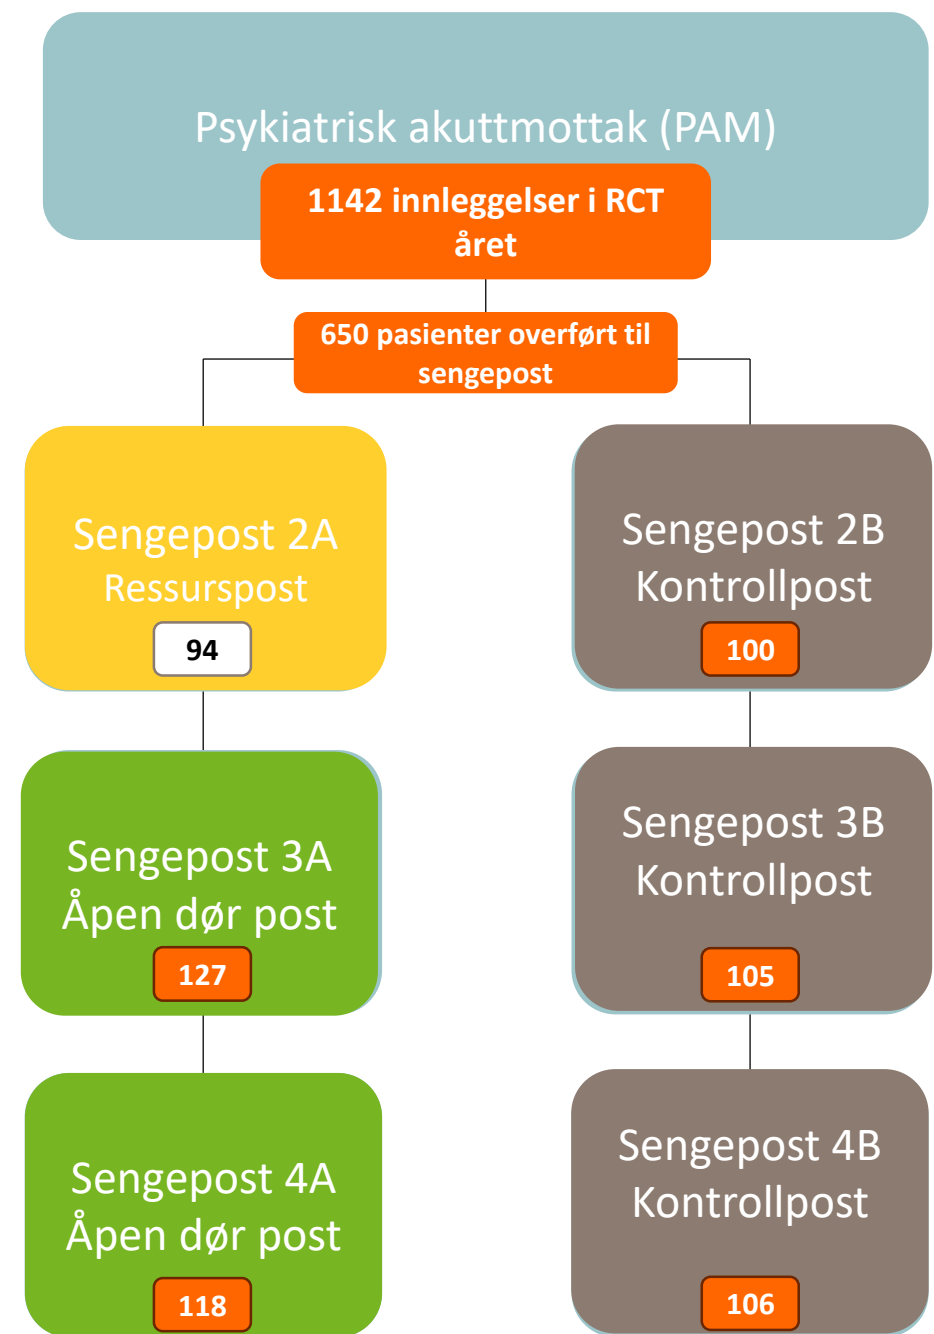 Psykiatrisk akuttmottak (PAM)
1142 innleggelser i RCT
året
650 pasienter overført til
sengepost
Sengepost 2A
Ressurspost
94
Sengepost 2B
Kontrollpost
100
Sengepost 3A
Åpen dør post
127
Sengepost 3B
Kontrollpost
105
Sengepost 4A
Åpen dør post
118
Sengepost 4B
Kontrollpost
106